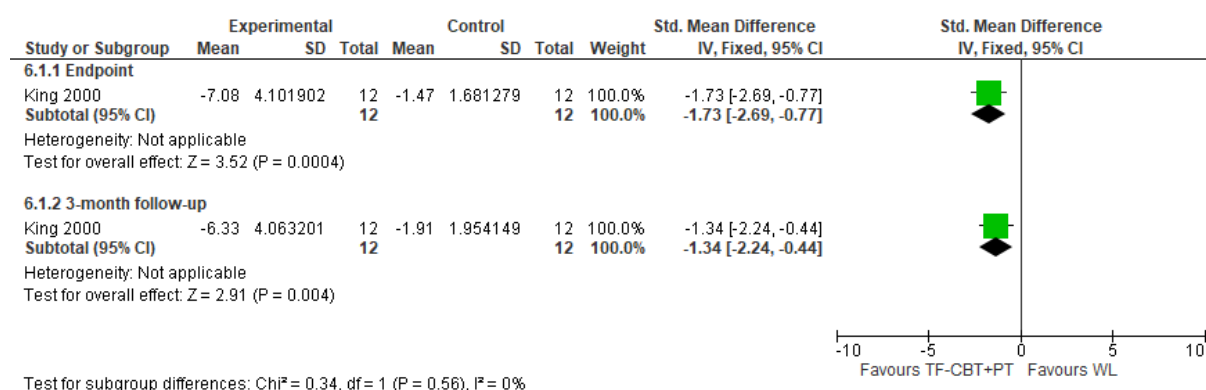 Experimental Control Std. Mean Difference Std. Mean Difference
Study or Subgroup Mean SD Total Mean SD Total Weight IV, Fixed, 95% CI IV, Fixed, 95% CI
6.1.1 Endpoint
King 2000 -7.08 4.101902 12 -1.47 1.681279 12 100.0% -1.73 [-2.69, -0.77]
Subtotal (95% CI) 12 12 100.0% -1.73 [-2.69, -0.77]
Heterogeneity: Not applicable
Test for overall effect: Z = 3.52 (P = 0.0004)
6.1.2 3-month follow-up
King 2000 -6.33 4.063201 12 -1.91 1.954149 12 100.0% -1.34 [-2.24, -0.44]
Subtotal (95% CI) 12 12 100.0% -1.34 [-2.24, -0.44]
Heterogeneity: Not applicable
Test for overall effect: Z = 2.91 (P = 0.004)
-10 -5 0 5 10
Favours TF-CBT+PT Favours WL
Test for subgroup differences: Chi² = 0.34, df = 1 (P = 0.56), I² = 0%